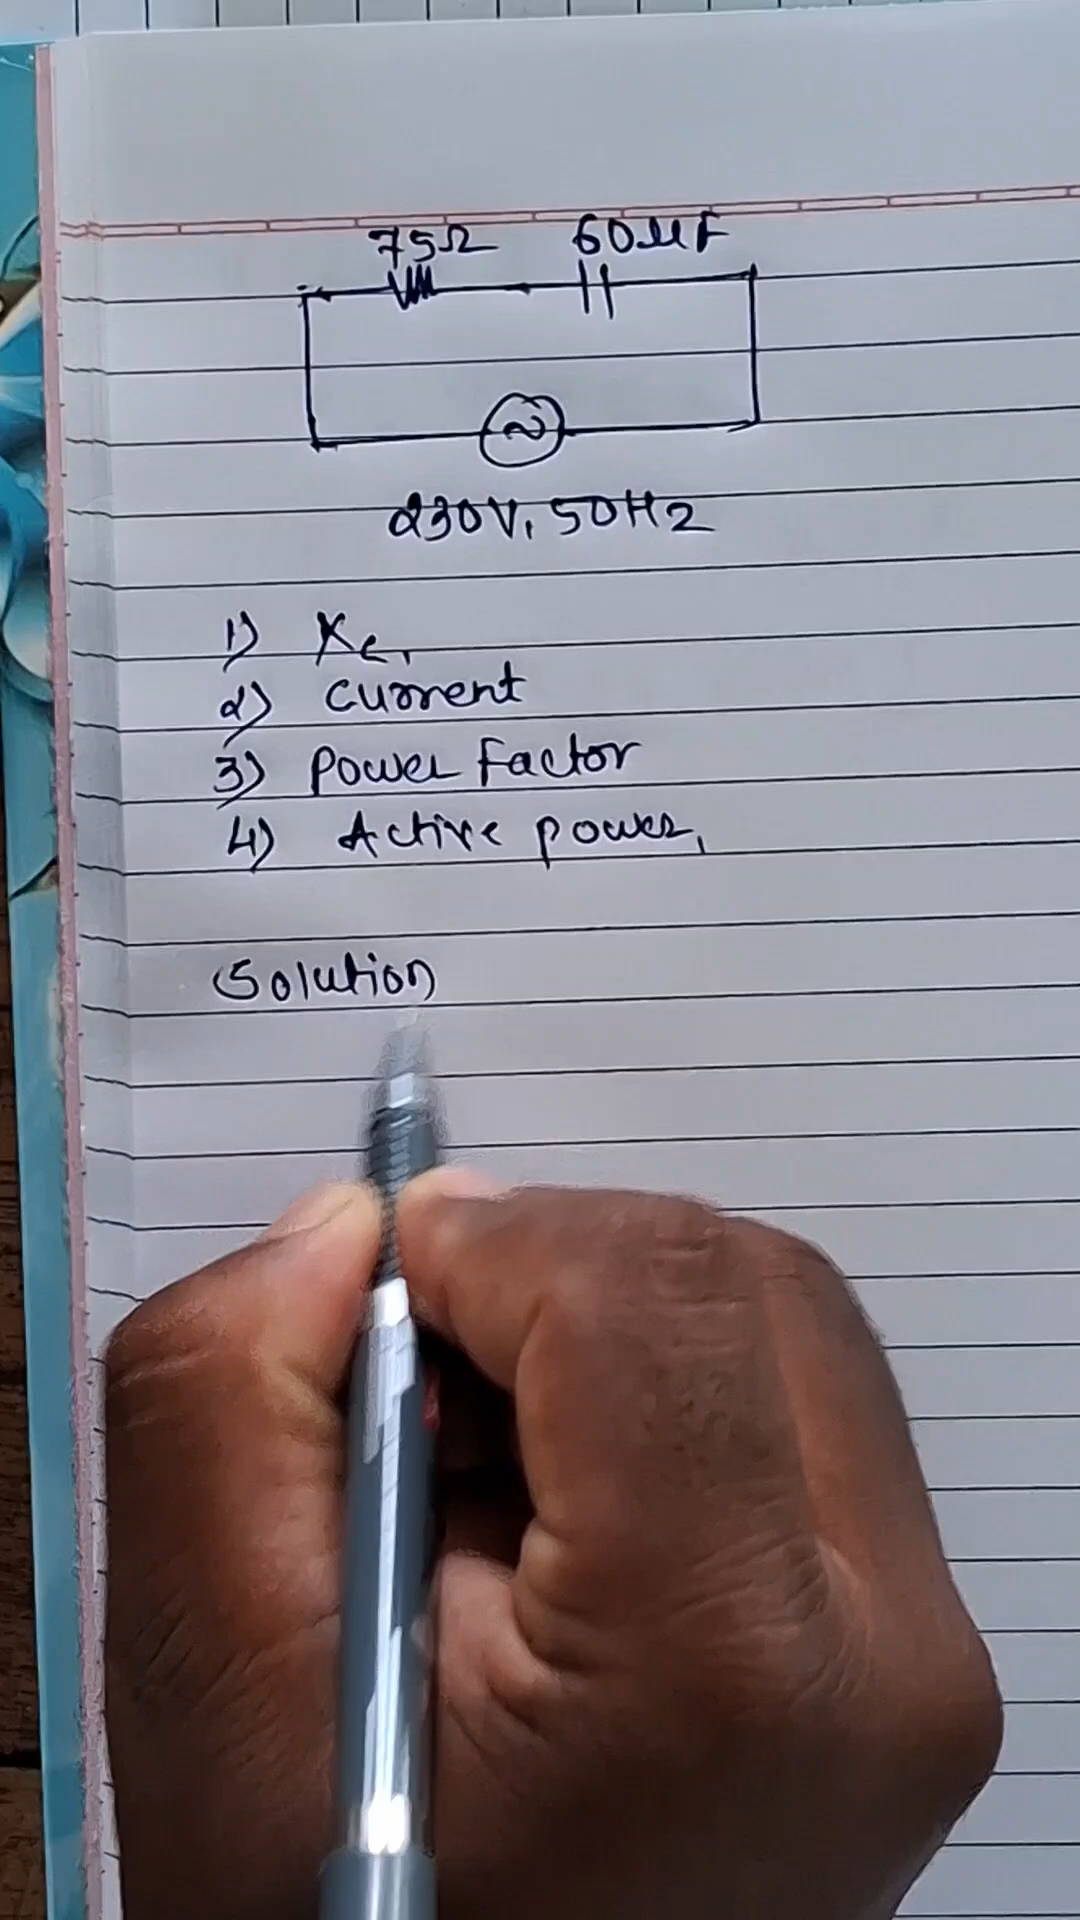 75Ω 60μF
230V, 50Hz
1) Xc,
2) Current
3) Power Factor
4) Active power,
Solution